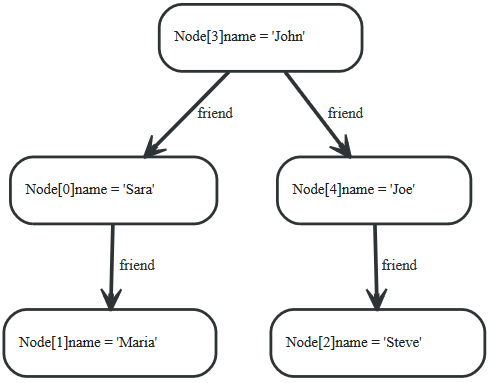 Node[3]name = 'John'
friend
friend
Node[0]name = 'Sara'
Node[4]name = 'Joe'
friend
friend
Node[1]name = 'Maria'
Node[2]name = 'Steve'